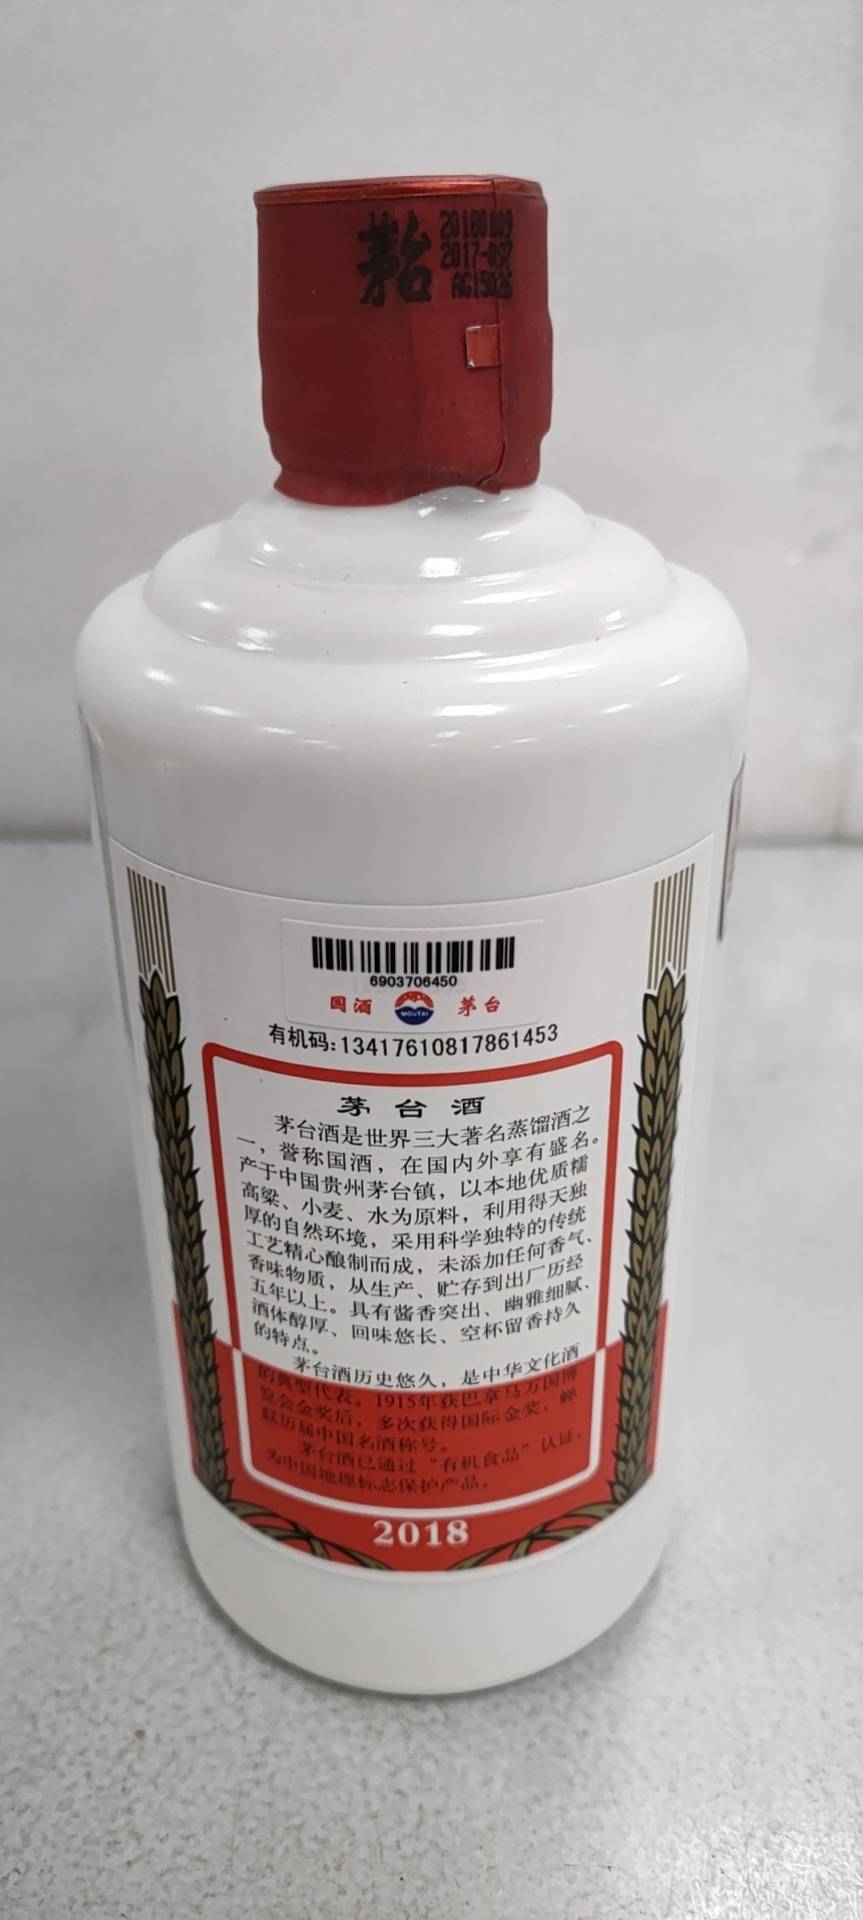 茅台
20180109
2017-097
AG15026
6903706450
国酒
MOUTAI
茅台
有机码:13417610817861453
茅台酒
茅台酒是世界三大著名蒸馏酒之
一，誉称国酒，在国内外享有盛名。
产于中国贵州茅台镇，以本地优质糯
高粱、小麦、水为原料，利用得天独
厚的自然环境，采用科学独特的传统
工艺精心酿制而成，未添加任何香气、
香味物质，从生产、贮存到出厂历经
五年以上。具有酱香突出、幽雅细腻、
酒体醇厚、回味悠长、空杯留香持久
的特点。
茅台酒历史悠久，是中华文化酒
的典型代表。1915年获巴拿马万国博
览会金奖后，多次获得国际金奖，蝉
联历届中国名酒称号。
茅台酒已通过“有机食品”认证，
为中国地理标志保护产品。
2018